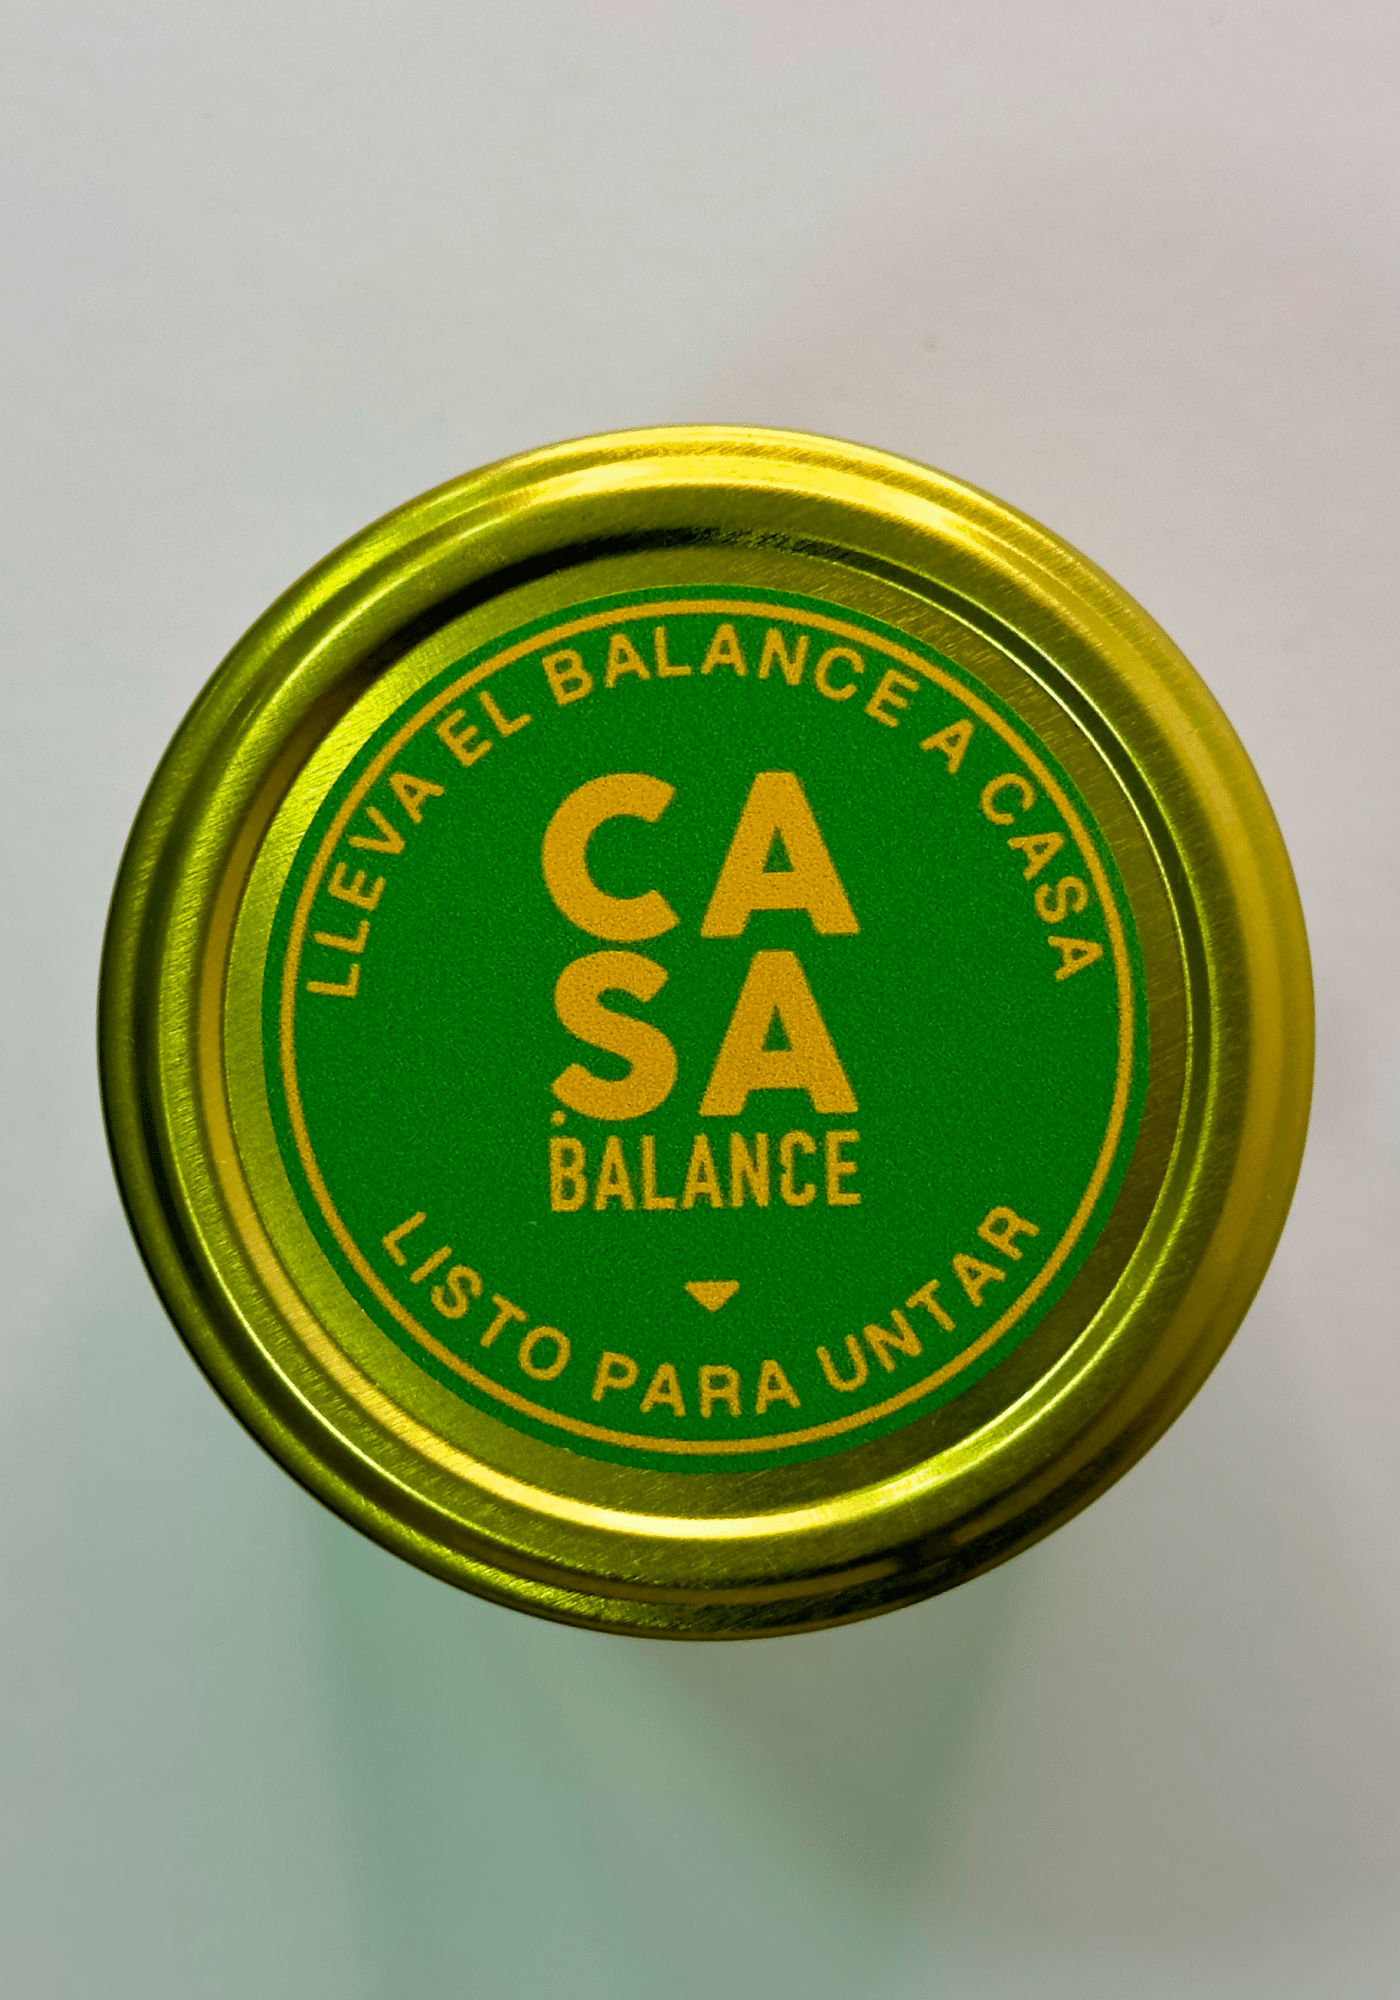 LLEVA EL BALANCE A CASA
CA
SA
BALANCE
LISTO PARA UNTAR